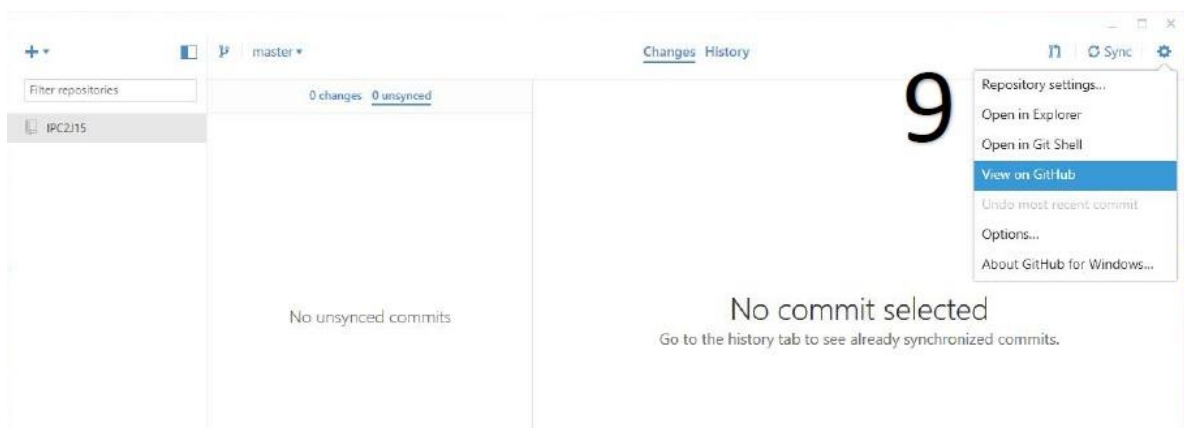 master
Changes History
Sync
Filter repositories
0 changes 0 unsynced
9
Repository settings...
IPC2J15
Open in Explorer
Open in Git Shell
View on GitHub
Undo most recent commit
Options...
About GitHub for Windows...
No unsynced commits
No commit selected
Go to the history tab to see already synchronized commits.